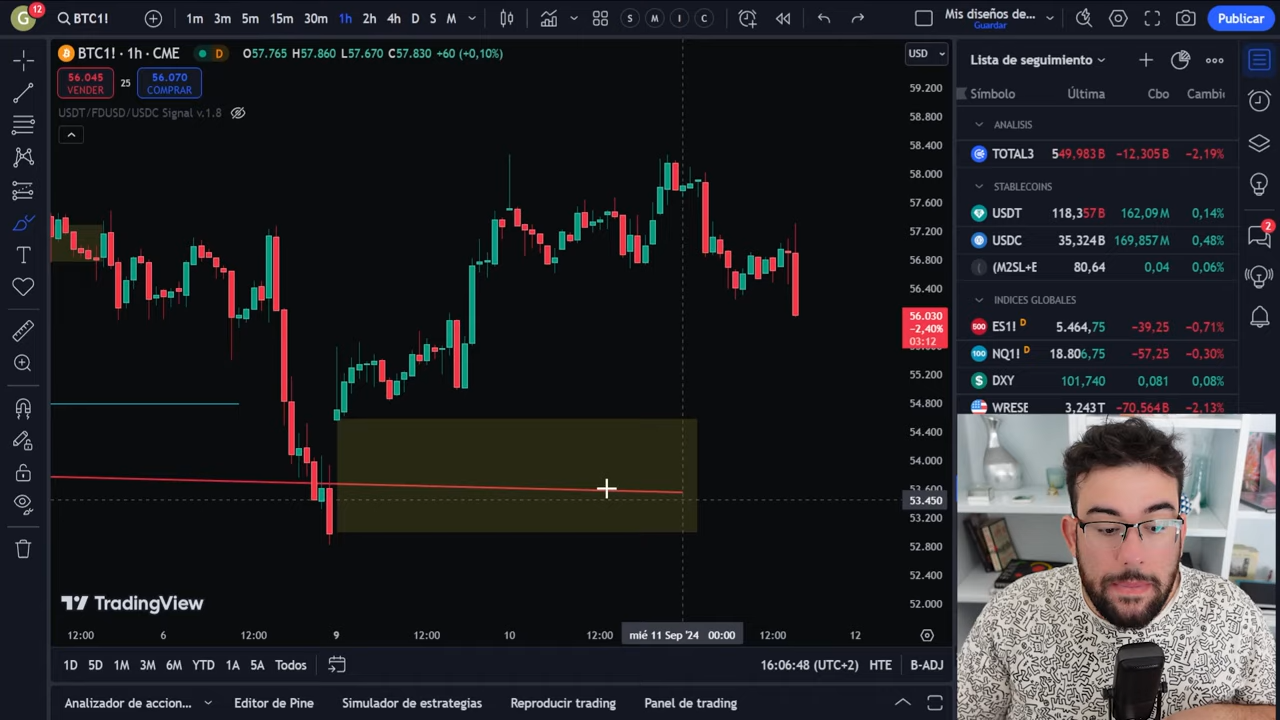 G 12 BTC1! 1m 3m 5m 15m 30m 1h 2h 4h D S M S M I C Mis diseños de... Guardar Publicar
BTC1! · 1h · CME D O57.765 H57.860 L57.670 C57.830 +60 (+0,10%) USD
56.045 VENDER 25 56.070 COMPRAR
USDT/FDUSD/USDC Signal v.1.8
59.200
58.800
58.400
58.000
57.600
57.200
56.800
56.400
56.030
−2,40%
03:12
55.200
54.800
54.400
54.000
53.600
53.450
53.200
52.800
52.400
52.000
TradingView
12:00 6 12:00 9 12:00 10 12:00 mié 11 Sep '24 00:00 12:00 12
1D 5D 1M 3M 6M YTD 1A 5A Todos 16:06:48 (UTC+2) HTE B-ADJ
Analizador de accion... Editor de Pine Simulador de estrategias Reproducir trading Panel de trading
Lista de seguimiento
Símbolo Última Cbo Cambi
ANALISIS
TOTAL3 549,983 B −12,305 B −2,19%
STABLECOINS
USDT 118,357 B 162,09 M 0,14%
USDC 35,324 B 169,857 M 0,48%
(M2SL+E 80,64 0,04 0,06%
INDICES GLOBALES
500 ES1! D 5.464,75 −39,25 −0,71%
100 NQ1! D 18.806,75 −57,25 −0,30%
DXY 101,740 0,081 0,08%
WRESE 3,243 T −70,564 B −2,13%
2